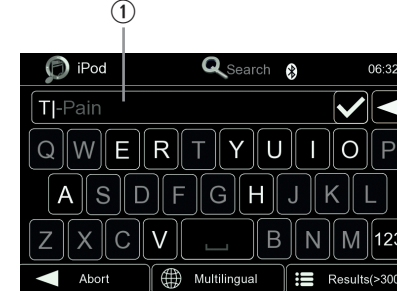 ①
iPod Search 06:32
T|-Pain
Q W E R T Y U I O P
A S D F G H J K L
Z X C V B N M 123
Abort Multilingual Results(>300